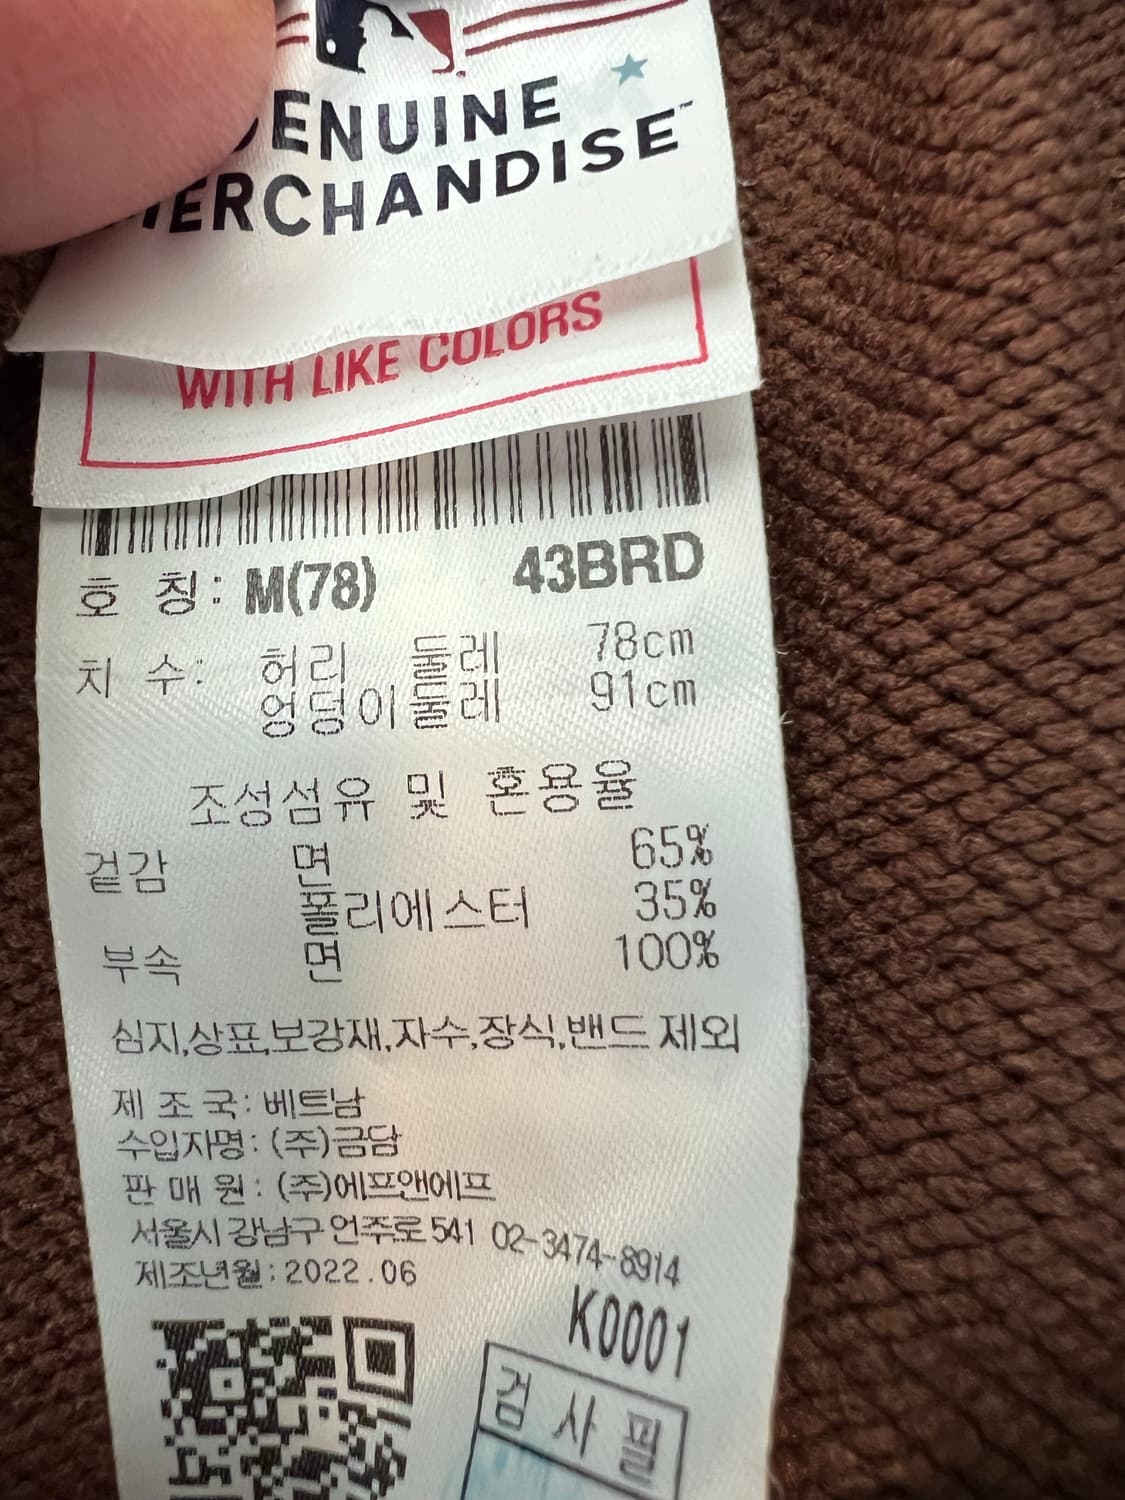 ENUINE
ERCHANDISE™
WITH LIKE COLORS
호 칭: M(78) 43BRD
치 수: 허리 둘레 78cm
엉덩이둘레 91cm
조성섬유 및 혼용율
겉감 면 65%
폴리에스터 35%
부속 면 100%
심지,상표,보강재,자수,장식,밴드 제외
제 조 국: 베트남
수입자명: (주)금담
판 매 원: (주)에프앤에프
서울시 강남구 언주로 541 02-3474-8914
제조년월: 2022.06
K0001
검 사 필